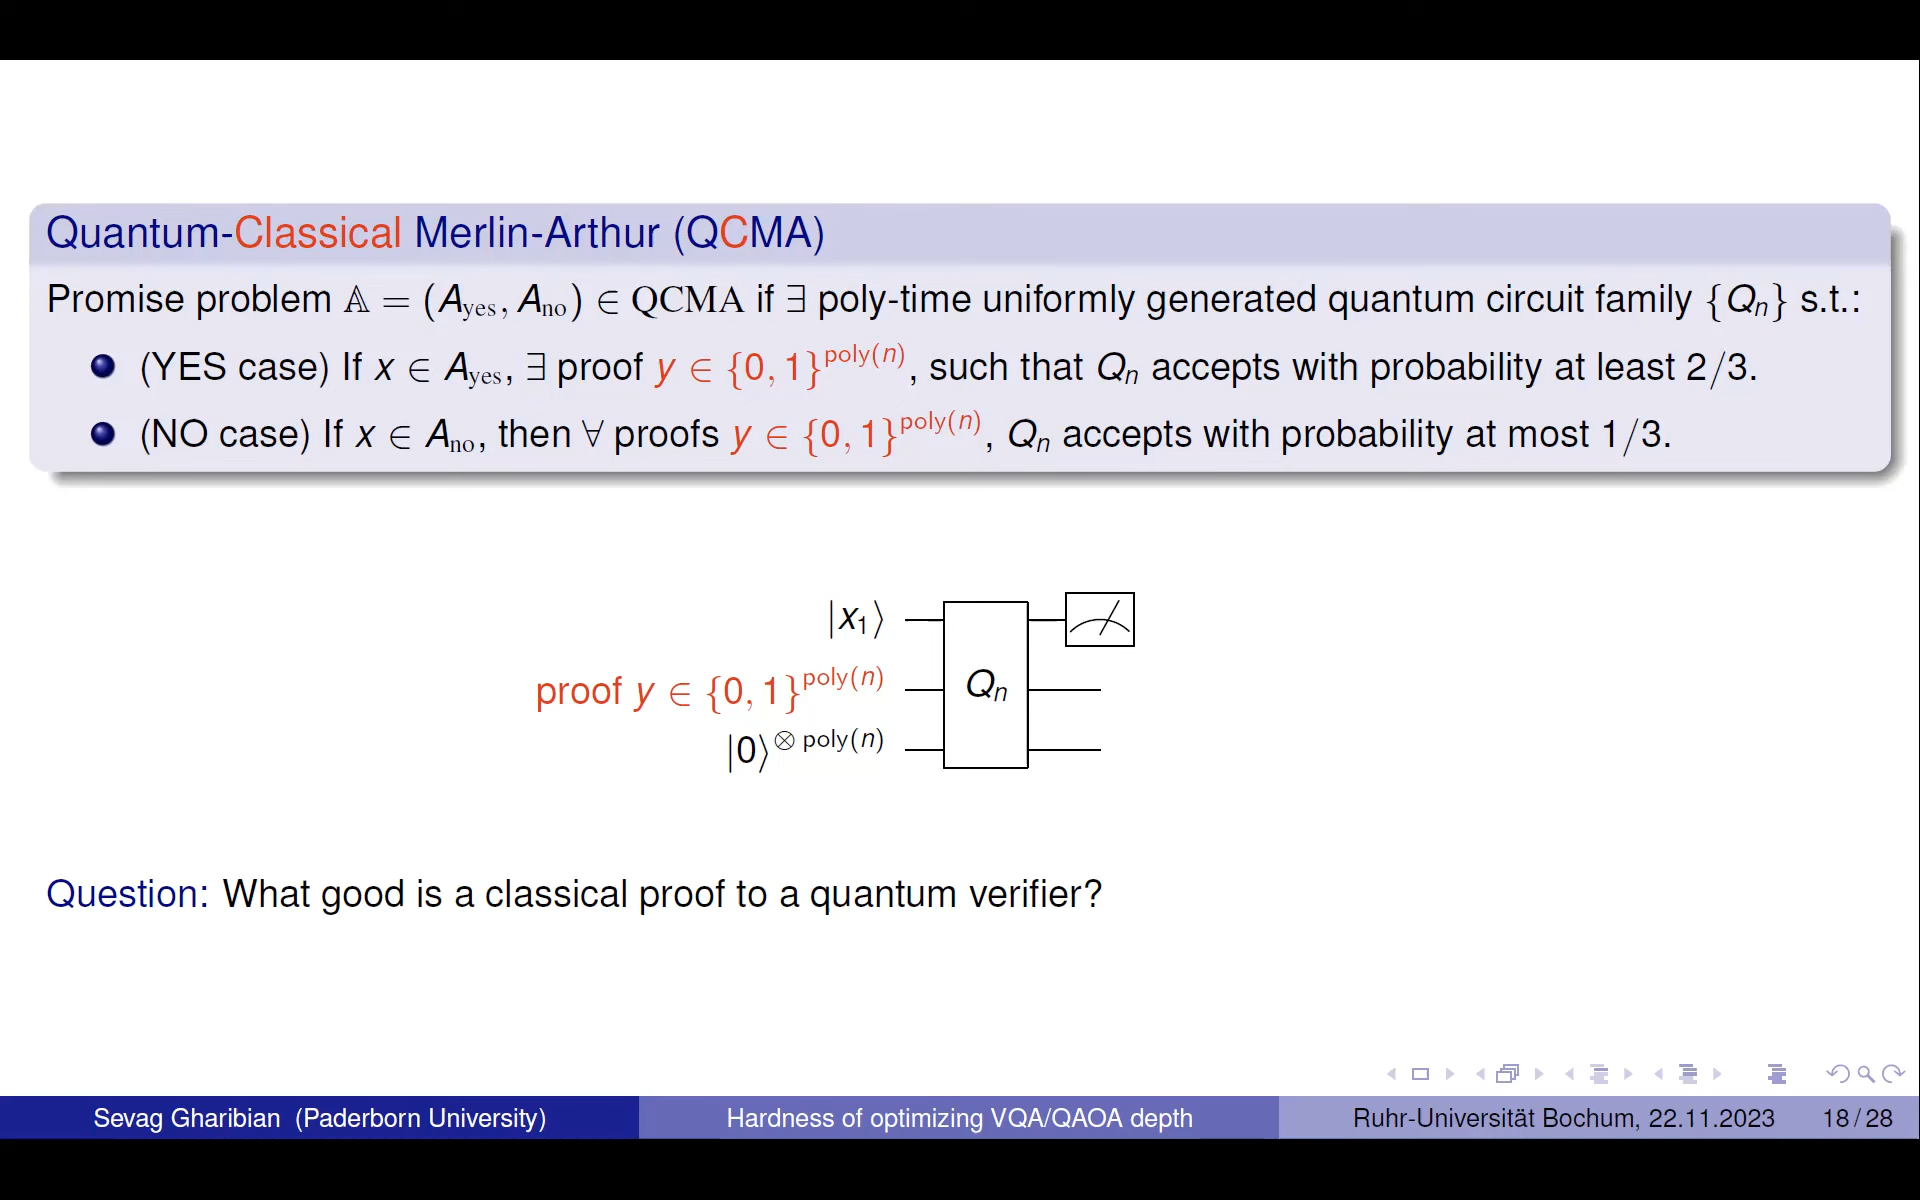 Quantum-Classical Merlin-Arthur (QCMA)
Promise problem 𝔸 = (A_yes, A_no) ∈ QCMA if ∃ poly-time uniformly generated quantum circuit family {Q_n} s.t.:
(YES case) If x ∈ A_yes, ∃ proof y ∈ {0, 1}^poly(n), such that Q_n accepts with probability at least 2/3.
(NO case) If x ∈ A_no, then ∀ proofs y ∈ {0, 1}^poly(n), Q_n accepts with probability at most 1/3.
|x_1⟩
proof y ∈ {0, 1}^poly(n)
Q_n
|0⟩^⊗ poly(n)
Question: What good is a classical proof to a quantum verifier?
Sevag Gharibian (Paderborn University)
Hardness of optimizing VQA/QAOA depth
Ruhr-Universität Bochum, 22.11.2023
18 / 28